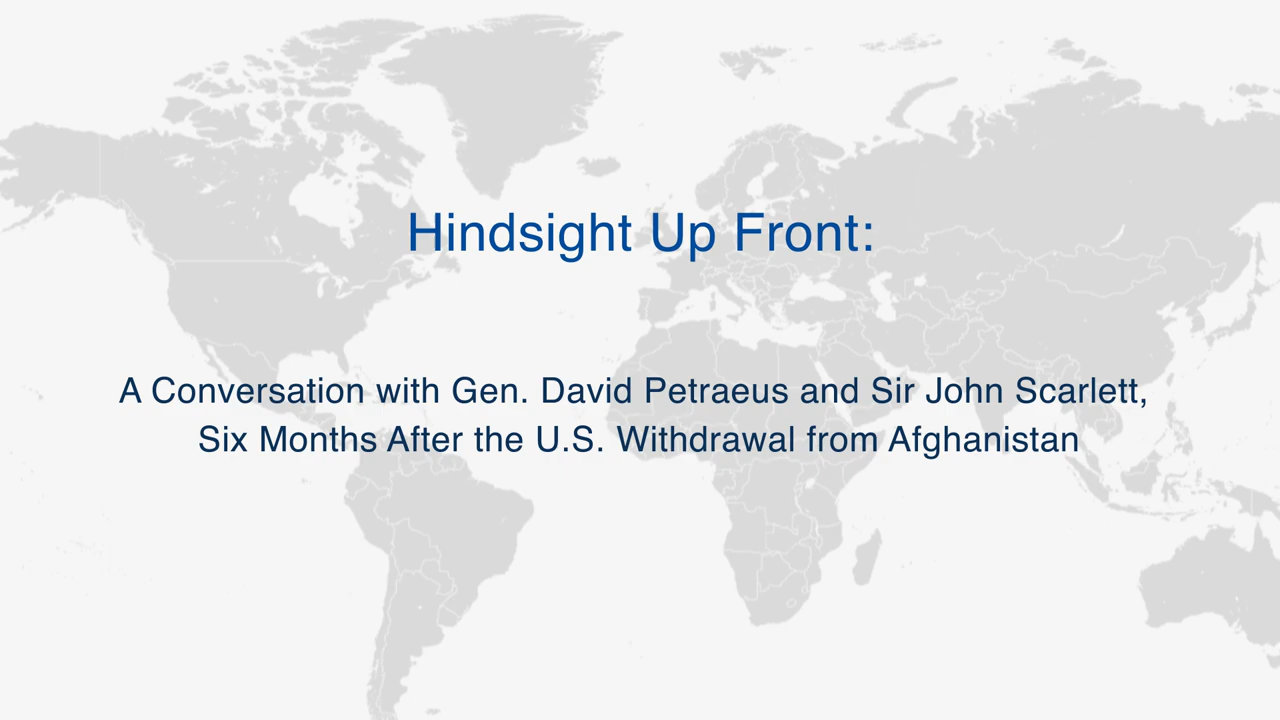 Hindsight Up Front:
A Conversation with Gen. David Petraeus and Sir John Scarlett,
Six Months After the U.S. Withdrawal from Afghanistan